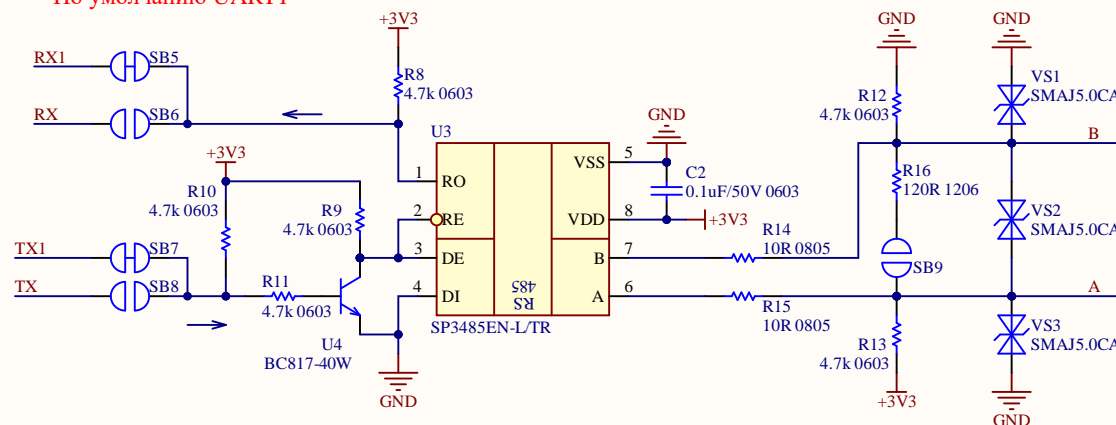 По умолчанию UART1
+3V3
GND
GND
RX1
SB5
R8
4.7k 0603
VS1
SMAJ5.0CA
R12
4.7k 0603
RX
SB6
GND
U3
B
+3V3
VSS
5
C2
0.1uF/50V 0603
R16
120R 1206
1
RO
R10
4.7k 0603
R9
4.7k 0603
2
RE
VDD
8
+3V3
VS2
SMAJ5.0CA
R14
10R 0805
TX1
SB7
3
DE
B
7
SB9
TX
SB8
R11
4.7k 0603
4
DI
RS
485
A
6
A
R15
10R 0805
SP3485EN-L/TR
U4
BC817-40W
R13
4.7k 0603
VS3
SMAJ5.0CA
GND
+3V3
GND